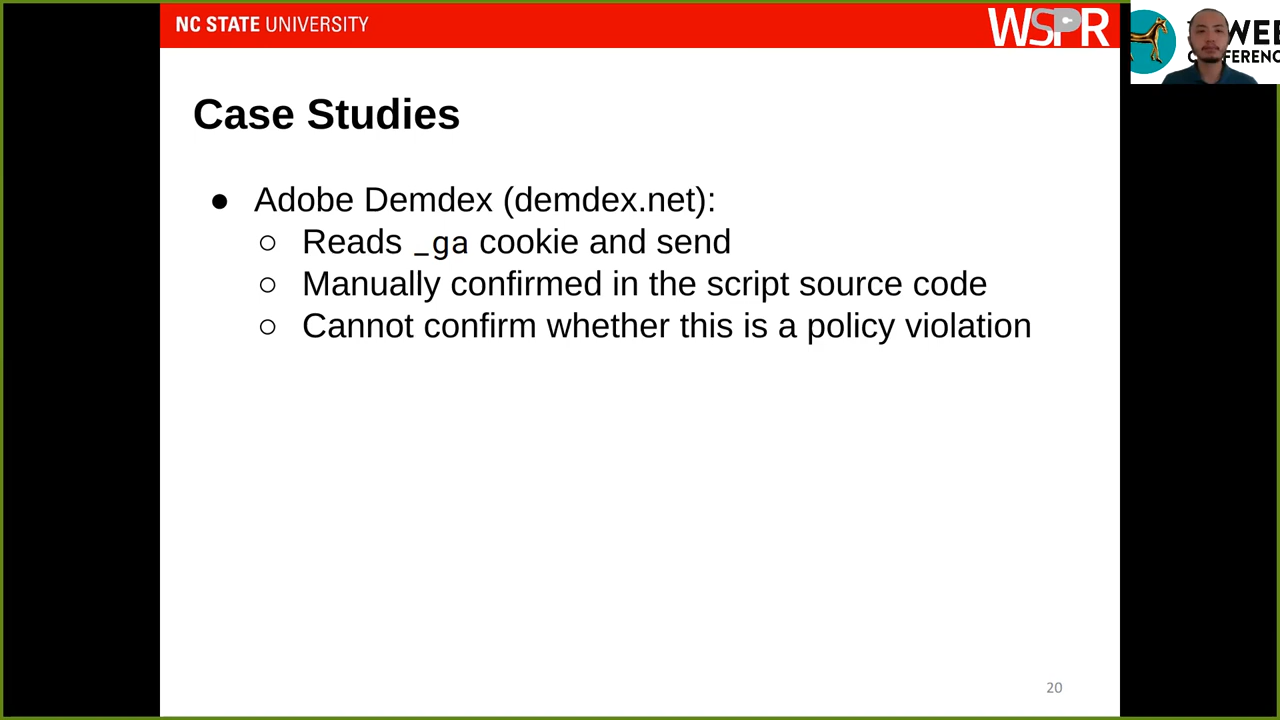 NC STATE UNIVERSITY
WSPR
Case Studies
● Adobe Demdex (demdex.net):
○ Reads _ga cookie and send
○ Manually confirmed in the script source code
○ Cannot confirm whether this is a policy violation
20